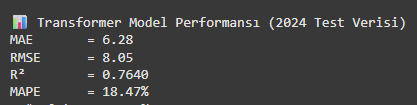 📊 Transformer Model Performansı (2024 Test Verisi)
MAE = 6.28
RMSE = 8.05
R² = 0.7640
MAPE = 18.47%